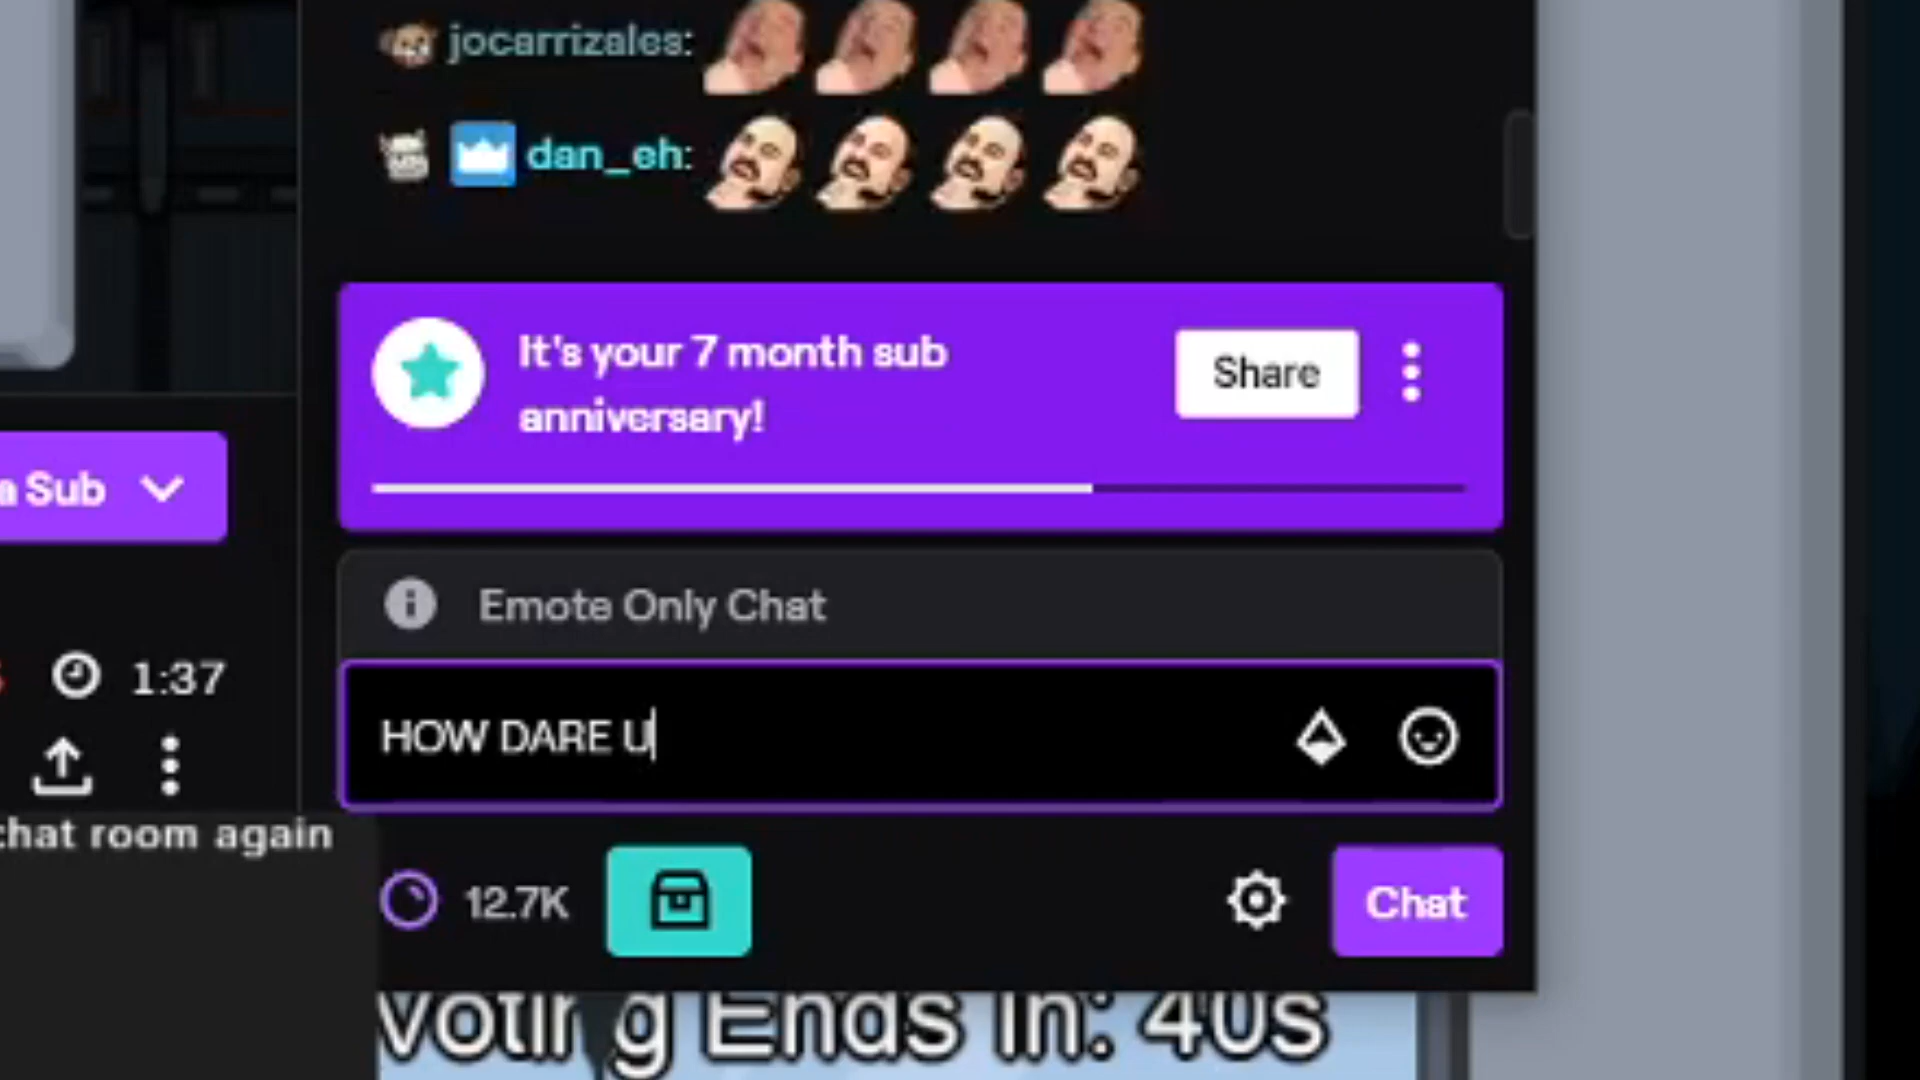 jocarrizales:
dan_eh:
It's your 7 month sub
anniversary!
Share
a Sub
Emote Only Chat
1:37
HOW DARE U
chat room again
12.7K
Chat
Voting Ends In: 40s